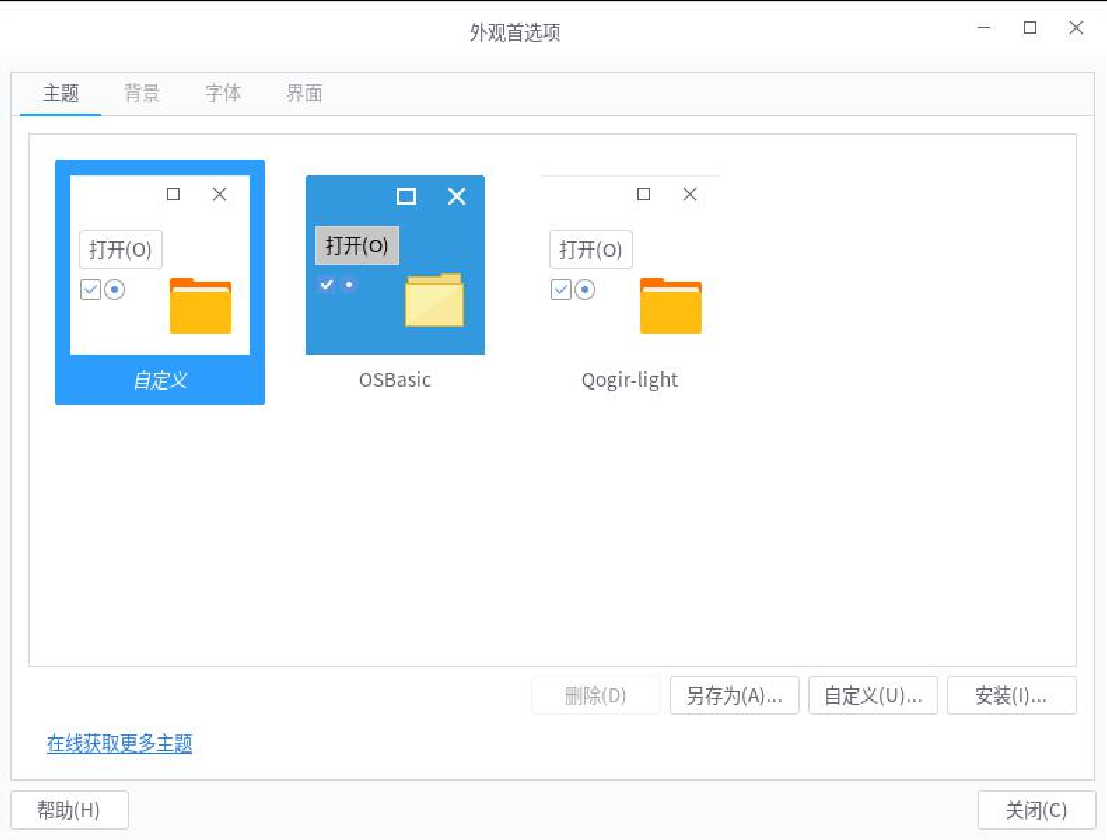 外观首选项
主题 背景 字体 界面
打开(O) 打开(O) 打开(O)
自定义 OSBasic Qogir-light
删除(D) 另存为(A)... 自定义(U)... 安装(I)...
在线获取更多主题
帮助(H) 关闭(C)